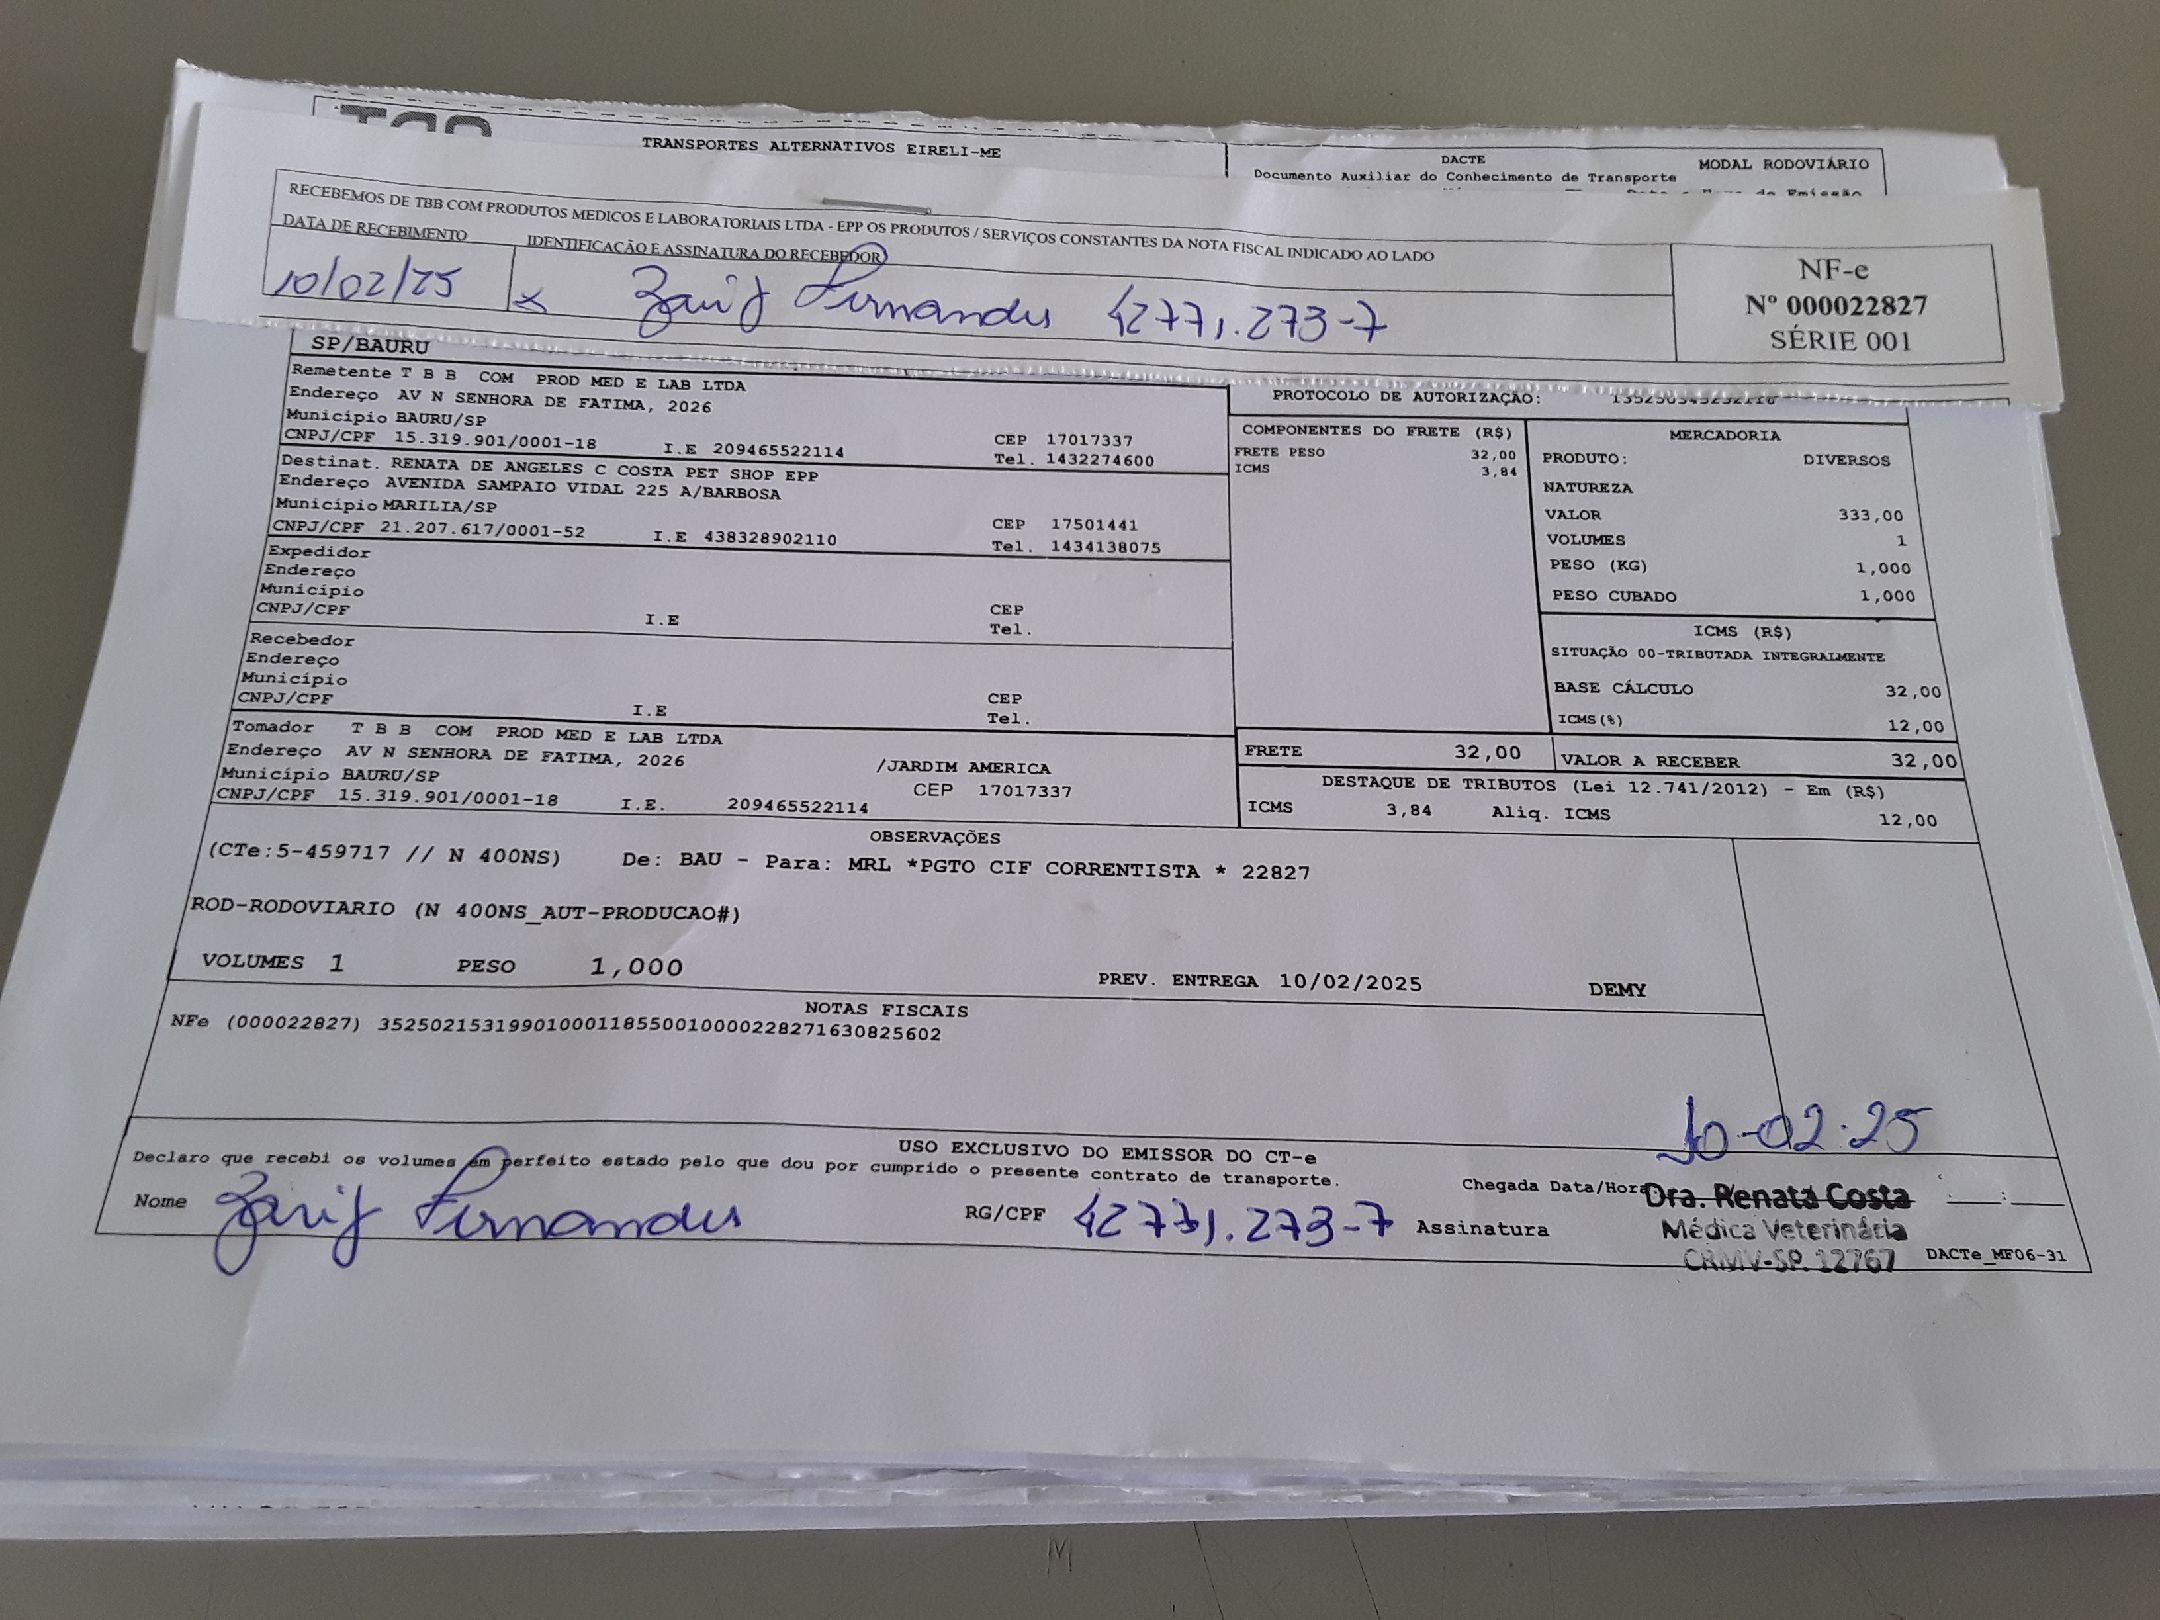 TRANSPORTES ALTERNATIVOS EIRELI-ME
DACTE MODAL RODOVIÁRIO
Documento Auxiliar do Conhecimento de Transporte
RECEBEMOS DE TBB COM PRODUTOS MEDICOS E LABORATORIAIS LTDA - EPP OS PRODUTOS / SERVIÇOS CONSTANTES DA NOTA FISCAL INDICADO AO LADO
DATA DE RECEBIMENTO IDENTIFICAÇÃO E ASSINATURA DO RECEBEDOR
10/02/25 x Fernandes 42771.273-7
NF-e
Nº 000022827
SÉRIE 001
SP/BAURU
Remetente T B B COM PROD MED E LAB LTDA
Endereço AV N SENHORA DE FATIMA, 2026
Município BAURU/SP CEP 17017337
CNPJ/CPF 15.319.901/0001-18 I.E 209465522114 Tel. 1432274600
Destinat. RENATA DE ANGELES C COSTA PET SHOP EPP
Endereço AVENIDA SAMPAIO VIDAL 225 A/BARBOSA
Município MARILIA/SP CEP 17501441
CNPJ/CPF 21.207.617/0001-52 I.E 438328902110 Tel. 1434138075
Expedidor
Endereço
Município CEP
CNPJ/CPF I.E Tel.
Recebedor
Endereço
Município CEP
CNPJ/CPF I.E Tel.
Tomador T B B COM PROD MED E LAB LTDA
Endereço AV N SENHORA DE FATIMA, 2026 /JARDIM AMERICA
Município BAURU/SP CEP 17017337
CNPJ/CPF 15.319.901/0001-18 I.E. 209465522114
PROTOCOLO DE AUTORIZAÇÃO:
COMPONENTES DO FRETE (R$)
FRETE PESO 32,00
ICMS 3,84
MERCADORIA
PRODUTO: DIVERSOS
NATUREZA
VALOR 333,00
VOLUMES 1
PESO (KG) 1,000
PESO CUBADO 1,000
ICMS (R$)
SITUAÇÃO 00-TRIBUTADA INTEGRALMENTE
BASE CÁLCULO 32,00
ICMS(%) 12,00
FRETE 32,00 VALOR A RECEBER 32,00
DESTAQUE DE TRIBUTOS (Lei 12.741/2012) - Em (R$)
ICMS 3,84 Aliq. ICMS 12,00
OBSERVAÇÕES
(CTe:5-459717 // N 400NS) De: BAU - Para: MRL *PGTO CIF CORRENTISTA * 22827
ROD-RODOVIARIO (N 400NS_AUT-PRODUCAO#)
VOLUMES 1 PESO 1,000 PREV. ENTREGA 10/02/2025 DEMY
NOTAS FISCAIS
NFe (000022827) 35250215319901000118550010000228271630825602
10-02-25
USO EXCLUSIVO DO EMISSOR DO CT-e
Declaro que recebi os volumes em perfeito estado pelo que dou por cumprido o presente contrato de transporte.
Nome Fernandes RG/CPF 42771.273-7 Assinatura
Chegada Data/Hora
Dra. Renata Costa
Médica Veterinária
CRMV-SP. 12767
DACTe_MF06-31